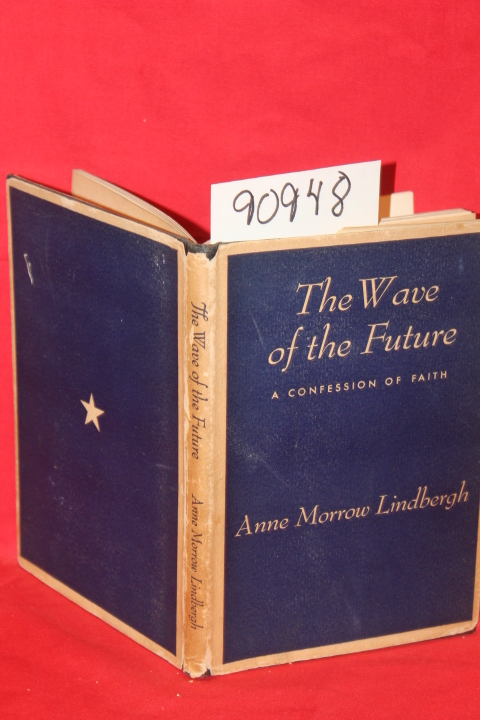 90948
The Wave
of the Future
A CONFESSION OF FAITH
Anne Morrow Lindbergh
The Wave of the Future Anne Morrow Lindbergh